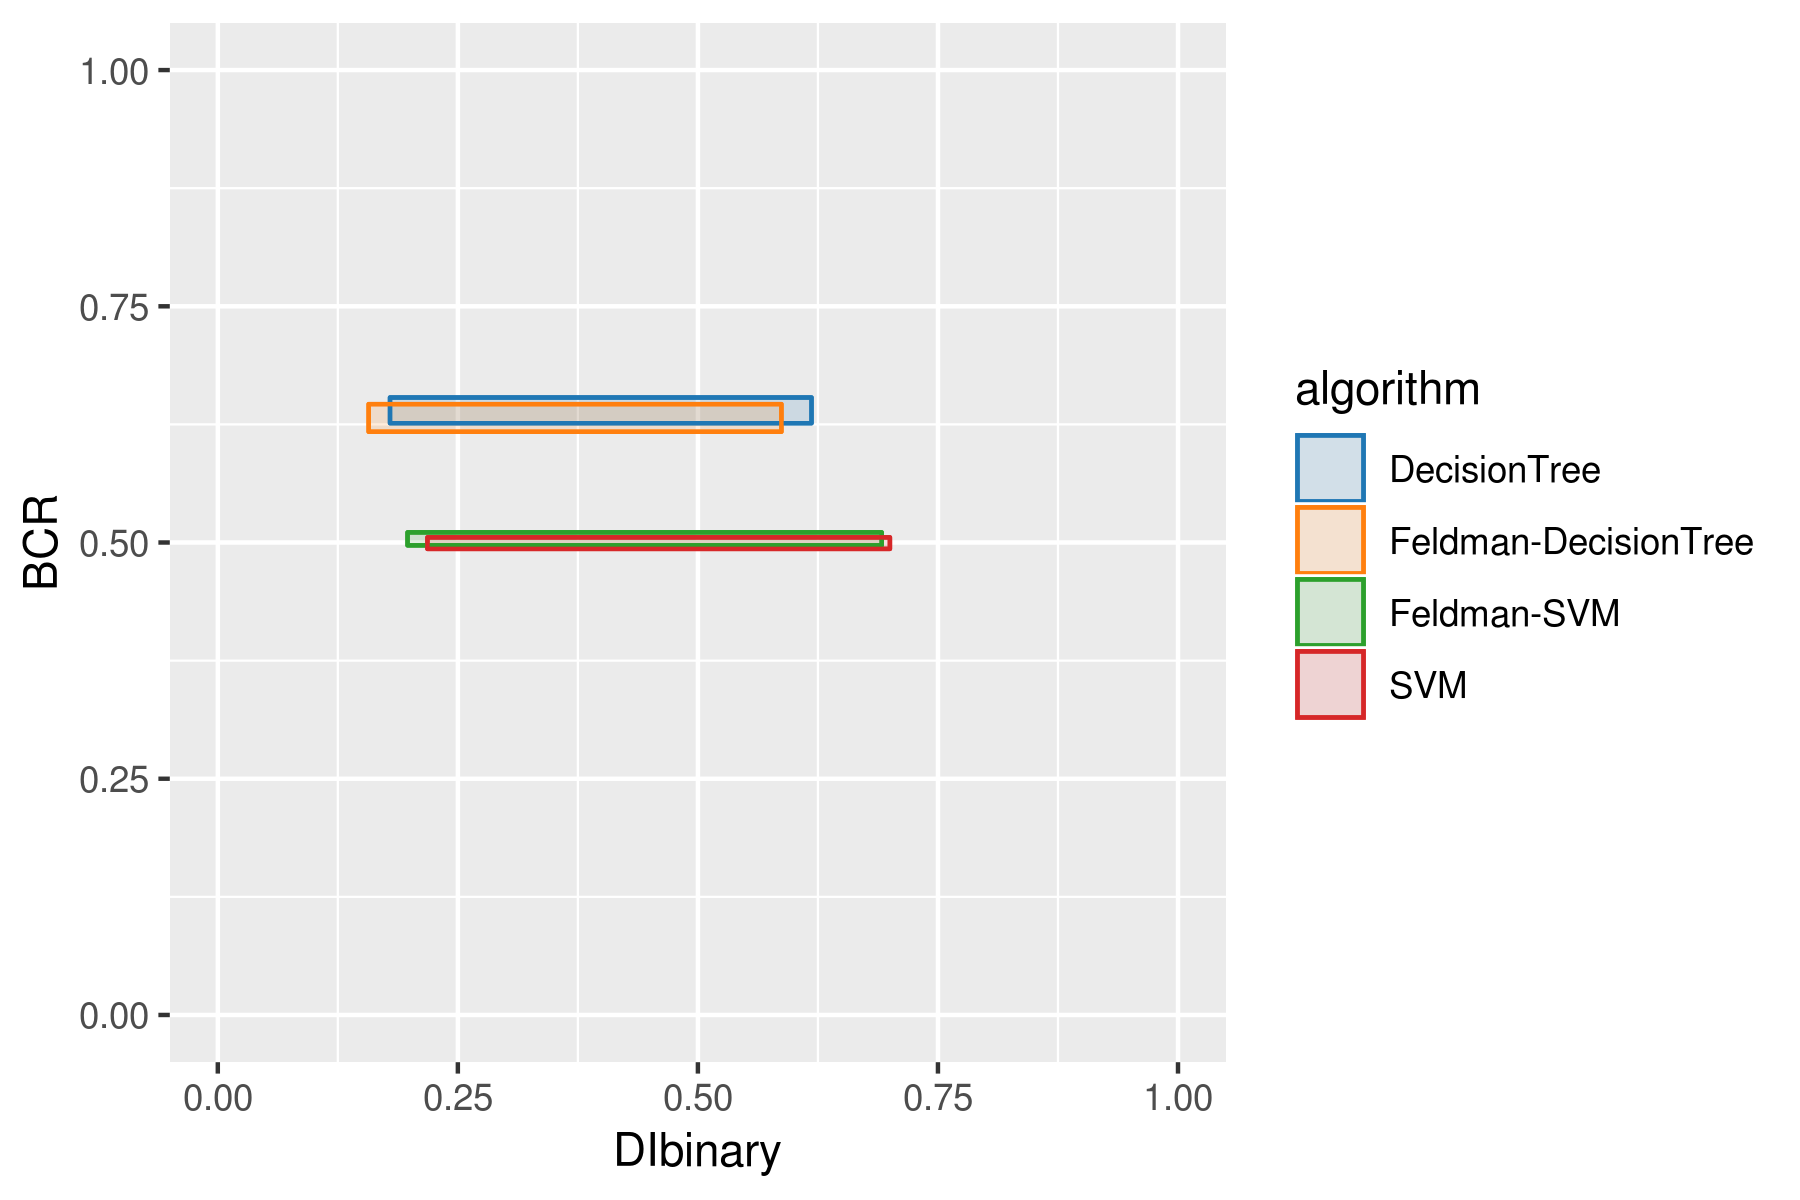 1.00
0.75
0.50
0.25
0.00
BCR
0.00 0.25 0.50 0.75 1.00
DIbinary
algorithm
DecisionTree
Feldman-DecisionTree
Feldman-SVM
SVM